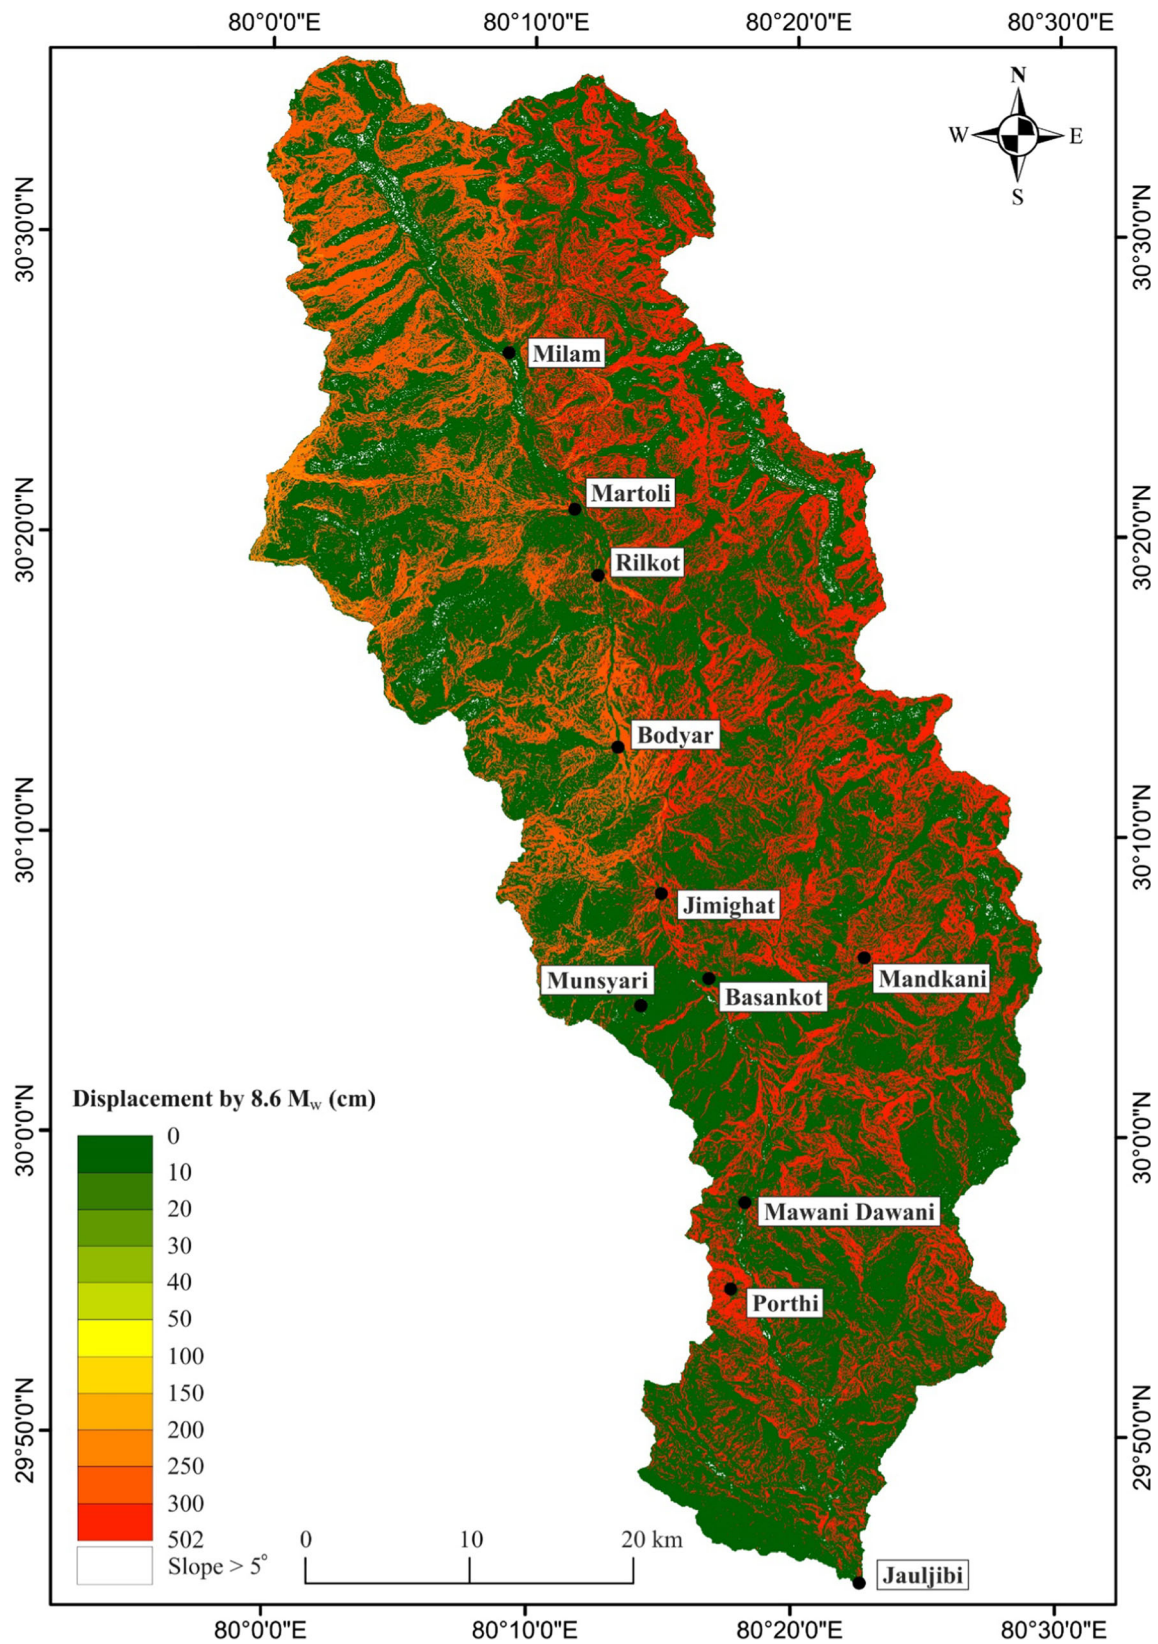 80°0'0"E
80°10'0"E
80°20'0"E
80°30'0"E
N
W
E
S
30°30'0"N
30°30'0"N
Milam
Martoli
30°20'0"N
30°20'0"N
Rilkot
Bodyar
30°10'0"N
30°10'0"N
Jimighat
Munsyari
Mandkani
Basankot
Displacement by 8.6 Mw (cm)
30°0'0"N
30°0'0"N
0
10
20
30
40
50
100
150
200
250
300
502
Slope > 5°
Mawani Dawani
Porthi
29°50'0"N
29°50'0"N
0
10
20 km
Jauljibi
80°0'0"E
80°10'0"E
80°20'0"E
80°30'0"E